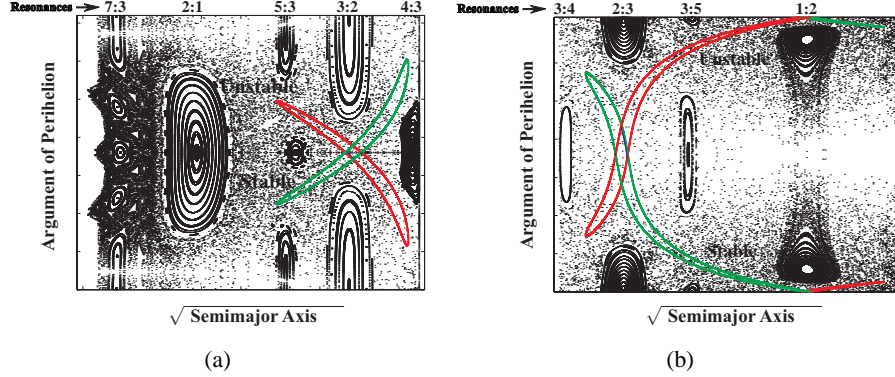 Resonances
7:3 2:1 5:3 3:2 4:3
Argument of Perihelion
Unstable
Stable
√ Semimajor Axis
(a)
Resonances
3:4 2:3 3:5 1:2
Argument of Perihelion
Unstable
Stable
√ Semimajor Axis
(b)